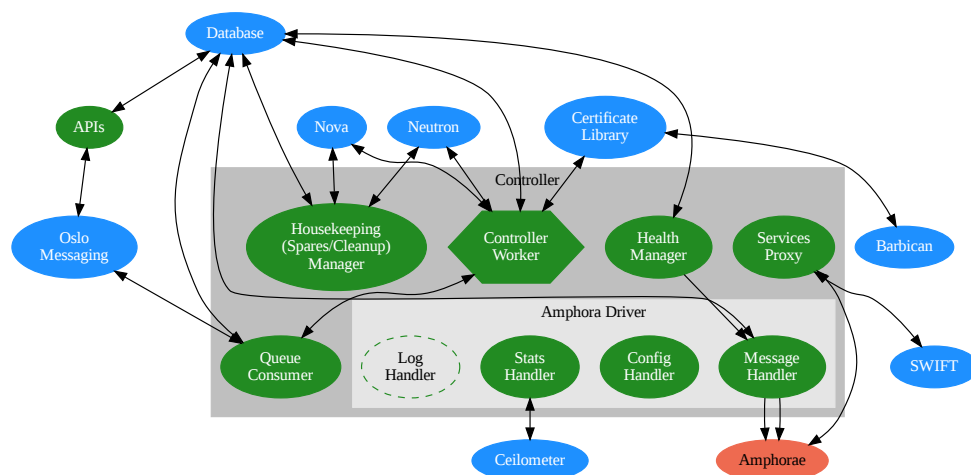 Database
APIs
Nova
Neutron
Certificate
Library
Controller
Oslo
Messaging
Housekeeping
(Spares/Cleanup)
Manager
Controller
Worker
Health
Manager
Services
Proxy
Barbican
Amphora Driver
Queue
Consumer
Log
Handler
Stats
Handler
Config
Handler
Message
Handler
SWIFT
Ceilometer
Amphorae